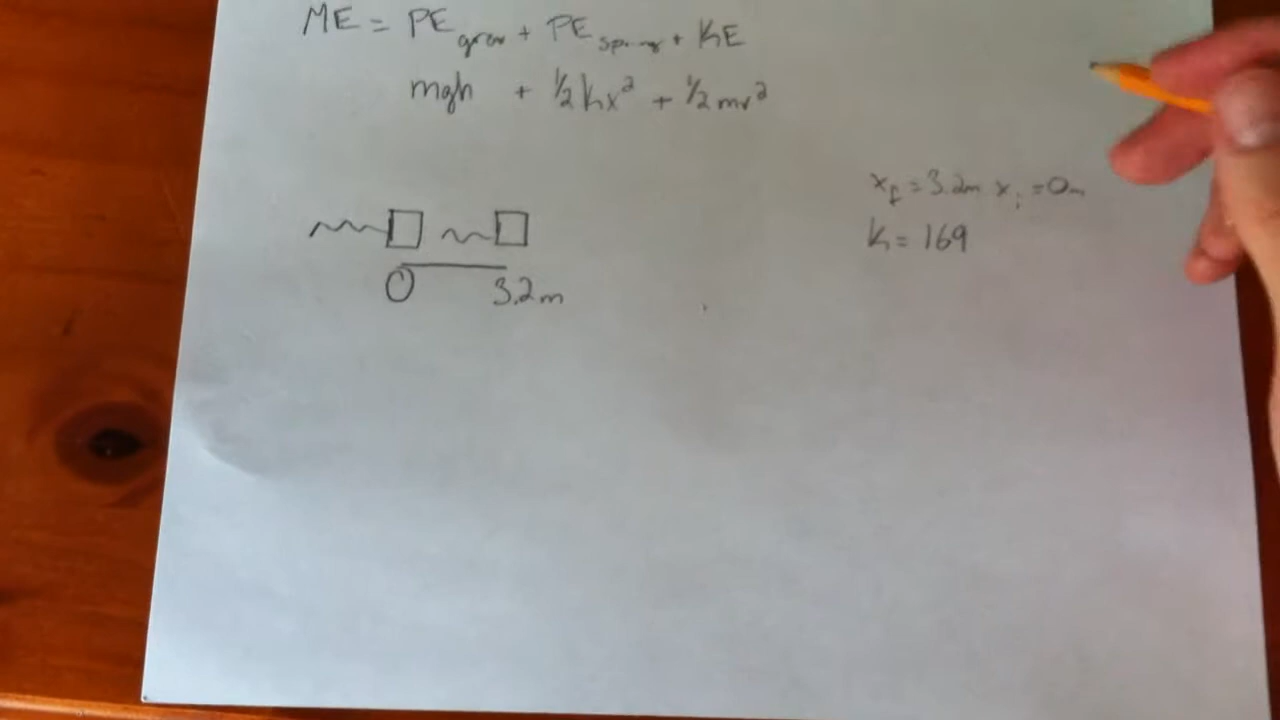 ME = PE grav + PE spring + KE
mgh + ½kx² + ½mv²
x_f = 3.2m x_i = 0m
k = 169
0 3.2m